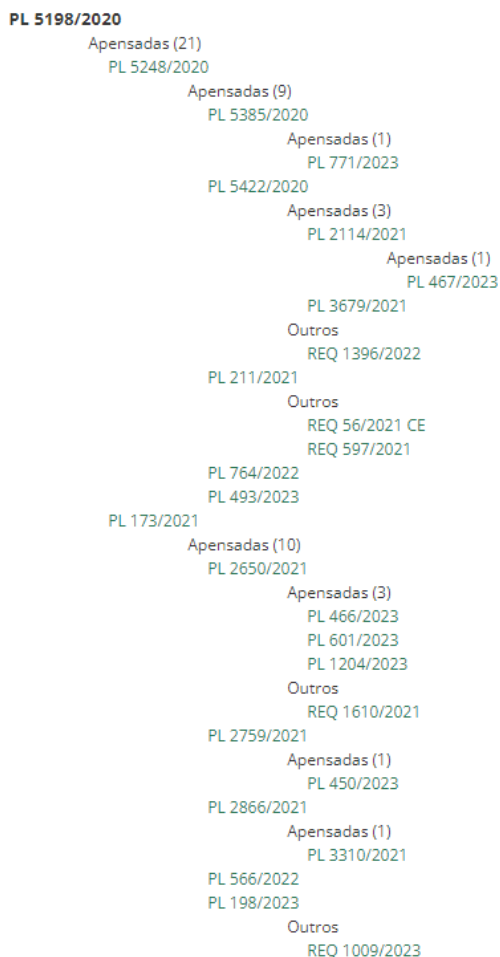 PL 5198/2020
Apensadas (21)
PL 5248/2020
Apensadas (9)
PL 5385/2020
Apensadas (1)
PL 771/2023
PL 5422/2020
Apensadas (3)
PL 2114/2021
Apensadas (1)
PL 467/2023
PL 3679/2021
Outros
REQ 1396/2022
PL 211/2021
Outros
REQ 56/2021 CE
REQ 597/2021
PL 764/2022
PL 493/2023
PL 173/2021
Apensadas (10)
PL 2650/2021
Apensadas (3)
PL 466/2023
PL 601/2023
PL 1204/2023
Outros
REQ 1610/2021
PL 2759/2021
Apensadas (1)
PL 450/2023
PL 2866/2021
Apensadas (1)
PL 3310/2021
PL 566/2022
PL 198/2023
Outros
REQ 1009/2023